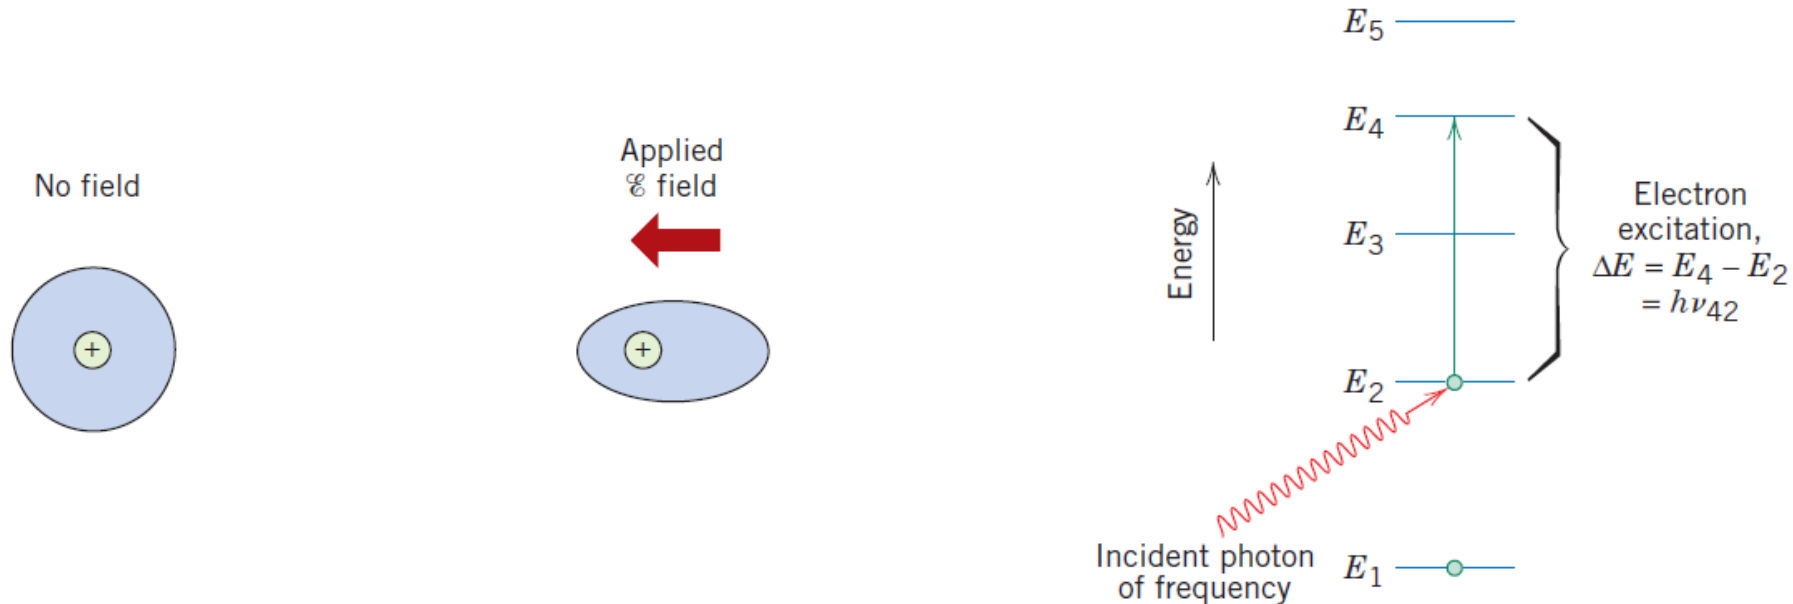 No field
+
Applied
ℰ field
+
Energy
E5
E4
E3
E2
E1
Incident photon
of frequency
Electron
excitation,
ΔE = E4 – E2
= hν42